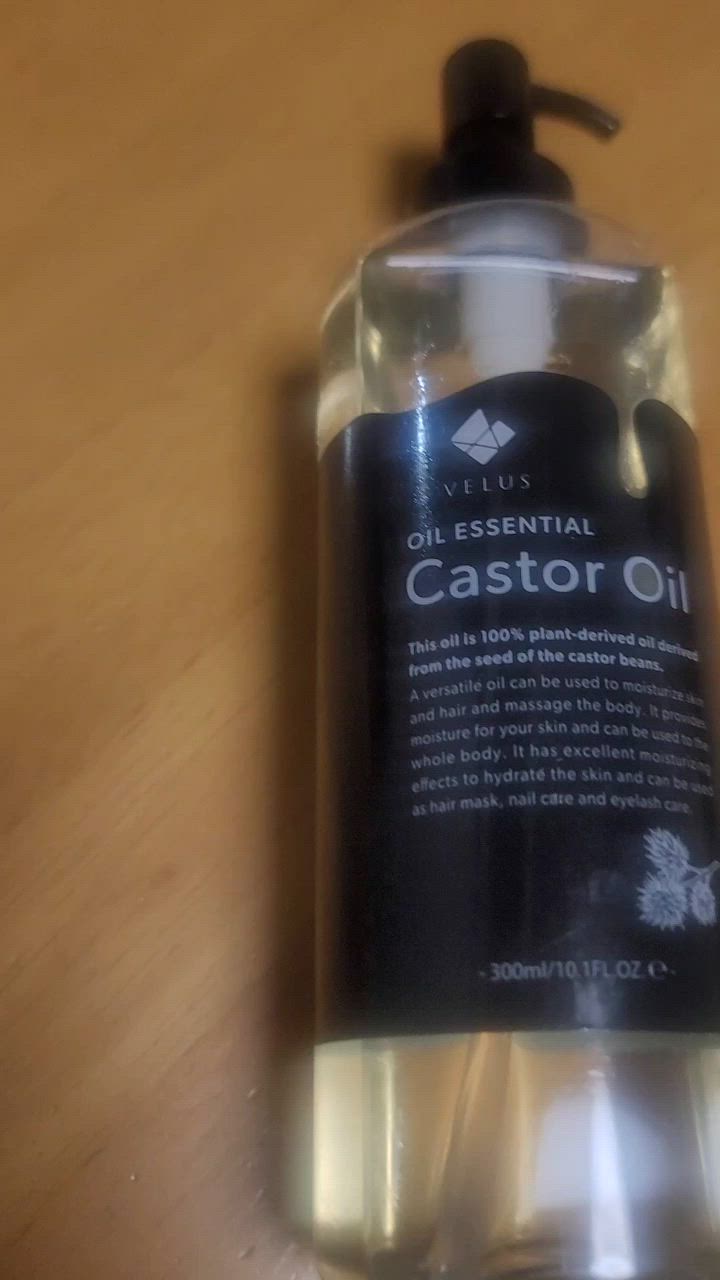 VELUS
OIL ESSENTIAL
Castor Oil
This oil is 100% plant-derived oil derived
from the seed of the castor beans.
A versatile oil can be used to moisturize skin
and hair and massage the body. It provides
moisture for your skin and can be used to the
whole body. It has excellent moisturizing
effects to hydrate the skin and can be used
as hair mask, nail care and eyelash care.
- 300ml/10.1FL.OZ. ℮ -